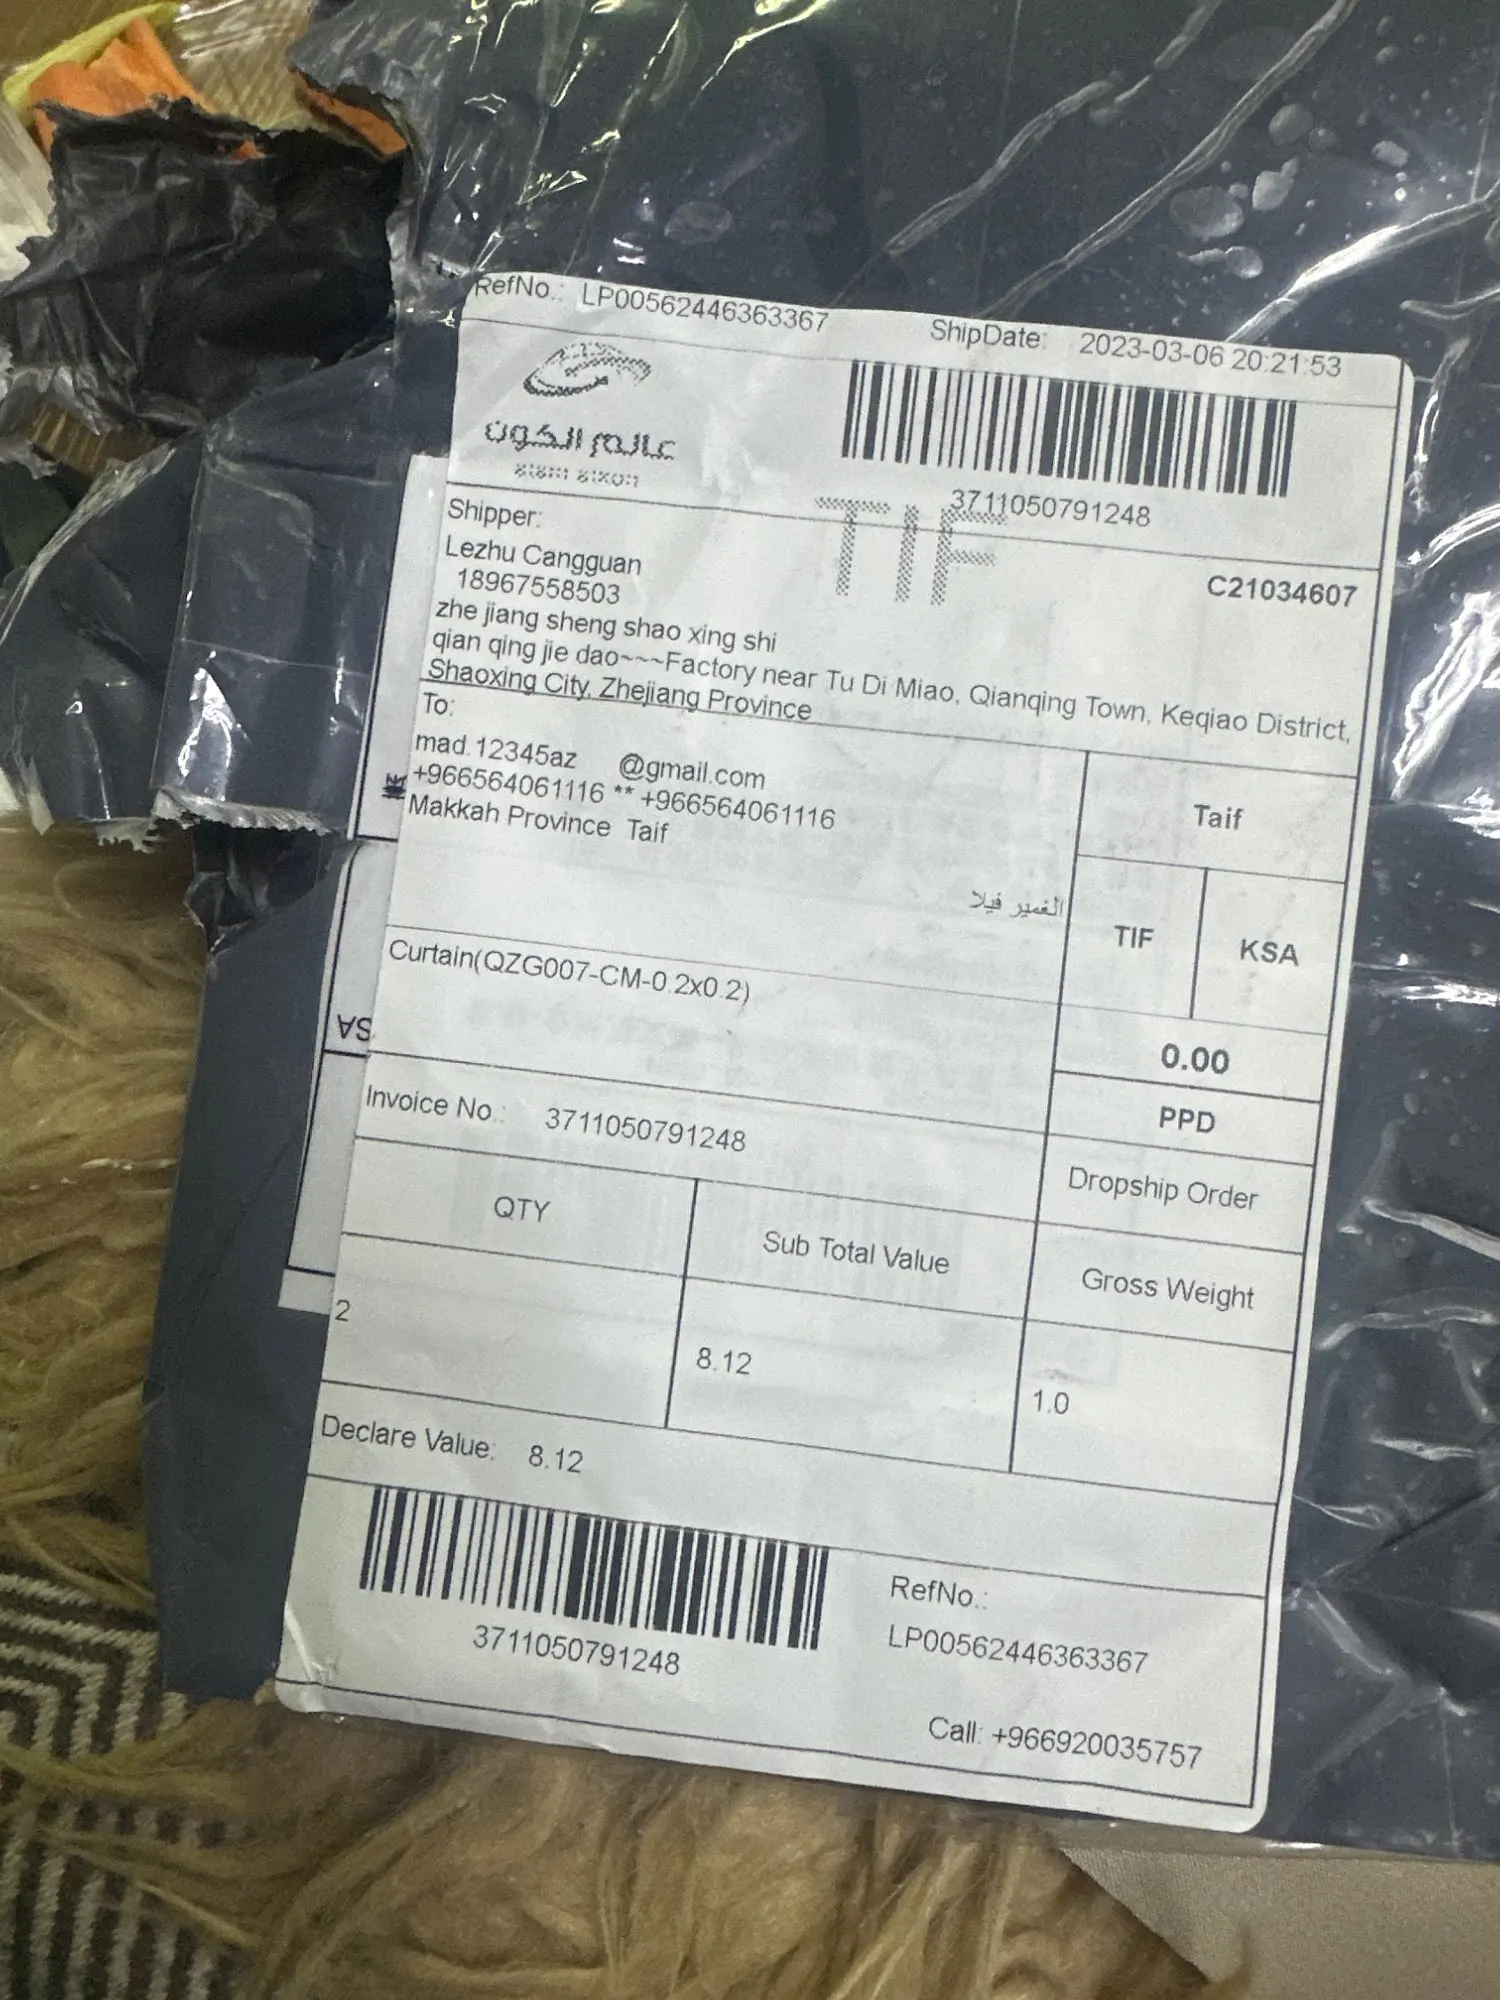 RefNo.: LP00562446363367 ShipDate: 2023-03-06 20:21:53
عالم الكون
3711050791248
TIF
Shipper:
C21034607
Lezhu Cangguan
18967558503
zhe jiang sheng shao xing shi
qian qing jie dao~~~Factory near Tu Di Miao, Qianqing Town, Keqiao District,
Shaoxing City, Zhejiang Province
To:
mad.12345az @gmail.com
+966564061116 ** +966564061116
Makkah Province Taif
الغمير فيلا
Taif
TIF KSA
Curtain(QZG007-CM-0.2x0.2)
0.00
PPD
Invoice No.: 3711050791248
Dropship Order
QTY Sub Total Value Gross Weight
2 8.12 1.0
Declare Value: 8.12
3711050791248
RefNo.:
LP00562446363367
Call: +966920035757
SA